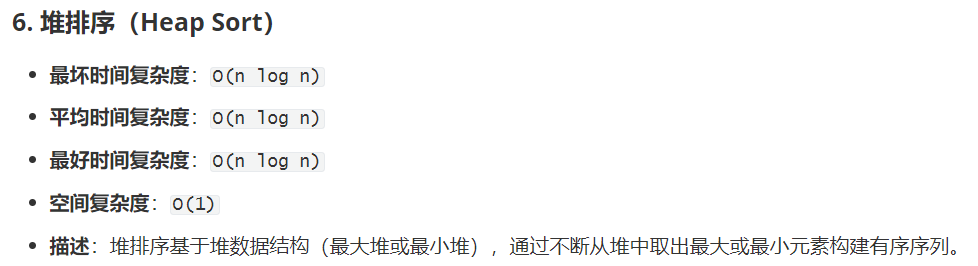 6. 堆排序（Heap Sort）
最坏时间复杂度：O(n log n)
平均时间复杂度：O(n log n)
最好时间复杂度：O(n log n)
空间复杂度：O(1)
描述：堆排序基于堆数据结构（最大堆或最小堆），通过不断从堆中取出最大或最小元素构建有序序列。